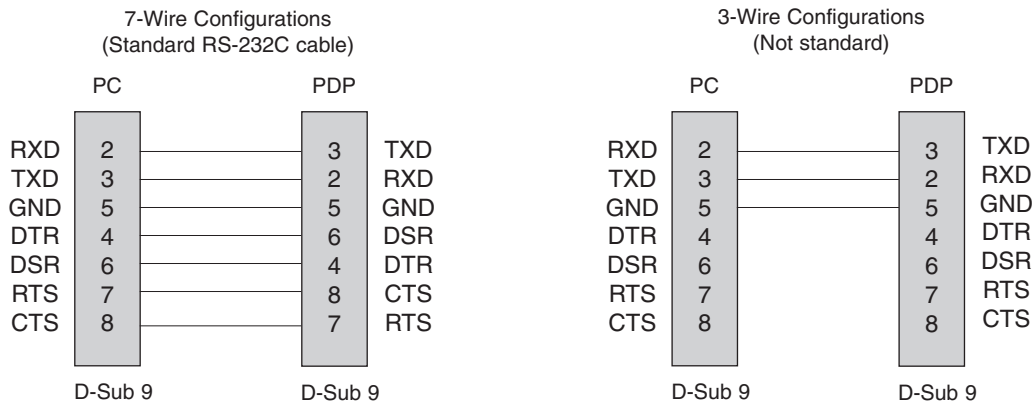 7-Wire Configurations
(Standard RS-232C cable)
PC PDP
RXD 2 3 TXD
TXD 3 2 RXD
GND 5 5 GND
DTR 4 6 DSR
DSR 6 4 DTR
RTS 7 8 CTS
CTS 8 7 RTS
D-Sub 9 D-Sub 9
3-Wire Configurations
(Not standard)
PC PDP
RXD 2 3 TXD
TXD 3 2 RXD
GND 5 5 GND
DTR 4 4 DTR
DSR 6 6 DSR
RTS 7 7 RTS
CTS 8 8 CTS
D-Sub 9 D-Sub 9